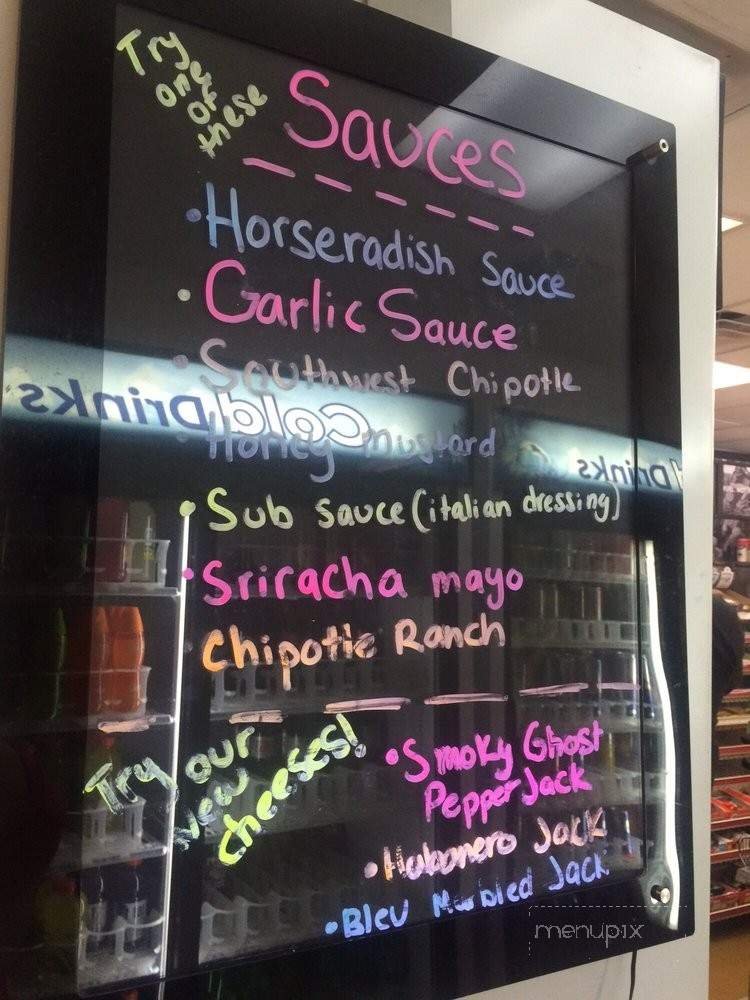 Try
one
of
these
Sauces
• Horseradish Sauce
• Garlic Sauce
• Southwest Chipotle
• Honey mustard
• Sub Sauce (italian dressing)
• Sriracha mayo
Chipotle Ranch
Try our
New
cheeses!
• Smoky Ghost
Pepper Jack
• Habanero Jack
• Bleu Marbled Jack
Cold Drinks
d Drinks
menupix